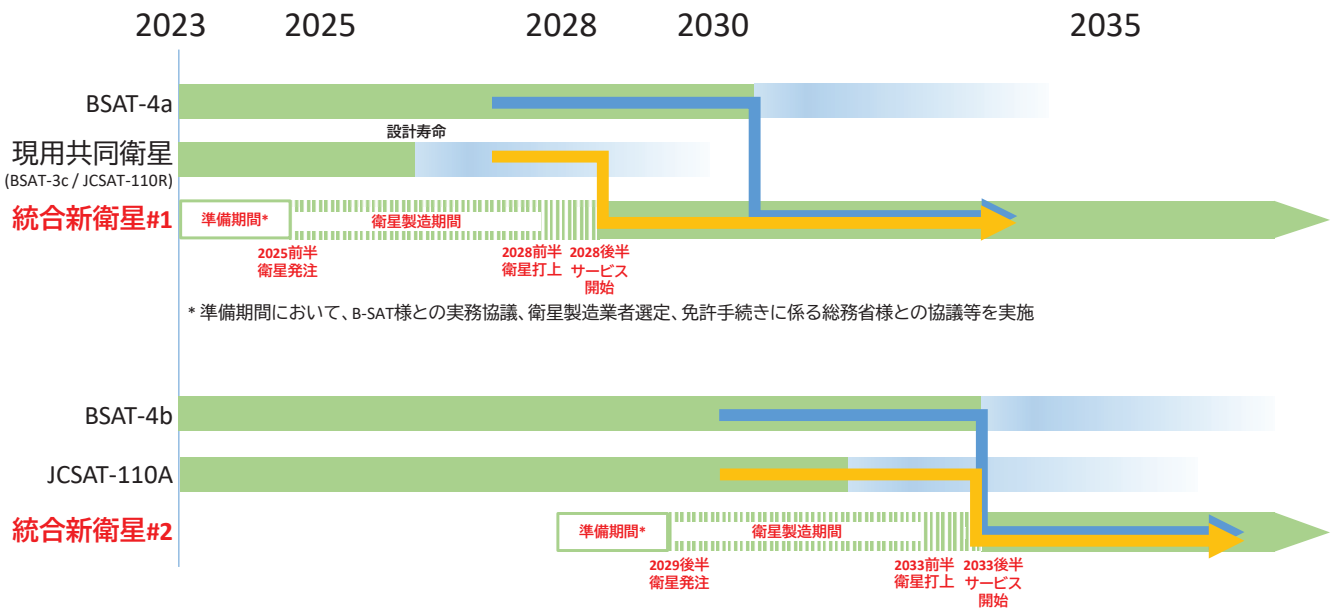 2023 2025 2028 2030 2035
BSAT-4a
設計寿命
現用共同衛星
(BSAT-3c / JCSAT-110R)
統合新衛星#1
準備期間*
衛星製造期間
2025前半
衛星発注
2028前半
衛星打上
2028後半
サービス
開始
* 準備期間において、B-SAT様との実務協議、衛星製造業者選定、免許手続きに係る総務省様との協議等を実施
BSAT-4b
JCSAT-110A
統合新衛星#2
準備期間*
衛星製造期間
2029後半
衛星発注
2033前半
衛星打上
2033後半
サービス
開始